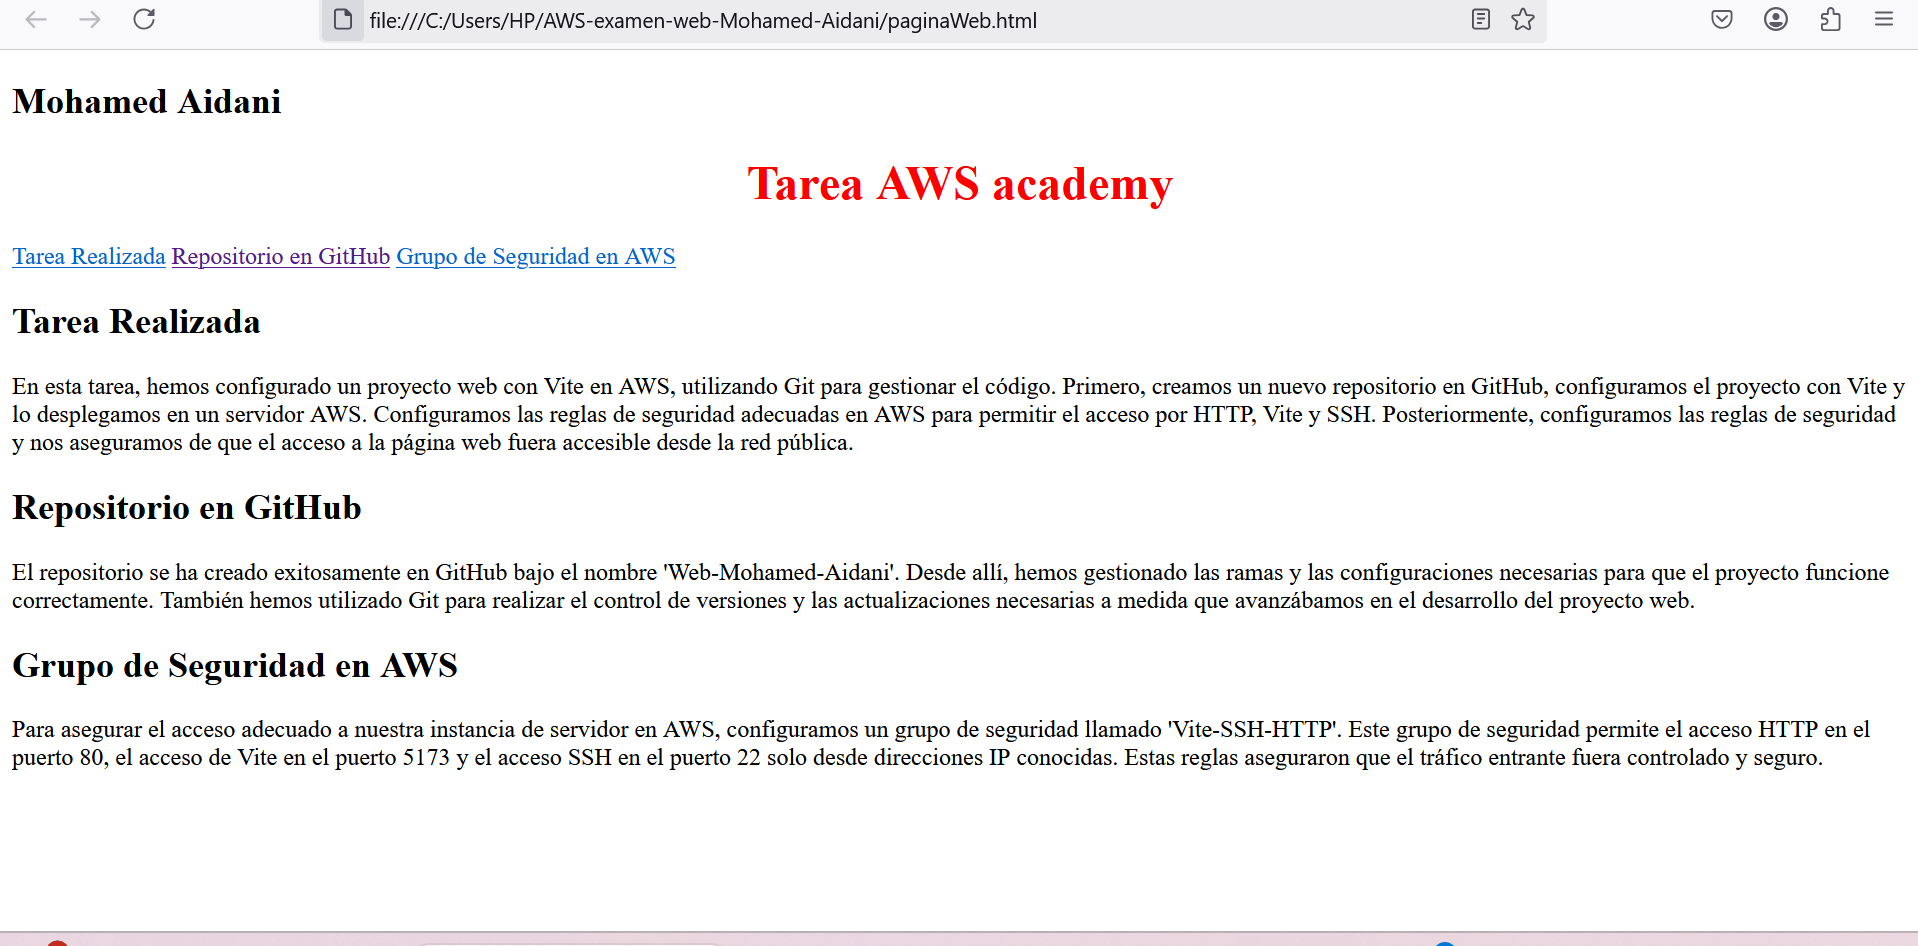 file:///C:/Users/HP/AWS-examen-web-Mohamed-Aidani/paginaWeb.html
Mohamed Aidani
Tarea AWS academy
Tarea Realizada Repositorio en GitHub Grupo de Seguridad en AWS
Tarea Realizada
En esta tarea, hemos configurado un proyecto web con Vite en AWS, utilizando Git para gestionar el código. Primero, creamos un nuevo repositorio en GitHub, configuramos el proyecto con Vite y
lo desplegamos en un servidor AWS. Configuramos las reglas de seguridad adecuadas en AWS para permitir el acceso por HTTP, Vite y SSH. Posteriormente, configuramos las reglas de seguridad
y nos aseguramos de que el acceso a la página web fuera accesible desde la red pública.
Repositorio en GitHub
El repositorio se ha creado exitosamente en GitHub bajo el nombre 'Web-Mohamed-Aidani'. Desde allí, hemos gestionado las ramas y las configuraciones necesarias para que el proyecto funcione
correctamente. También hemos utilizado Git para realizar el control de versiones y las actualizaciones necesarias a medida que avanzábamos en el desarrollo del proyecto web.
Grupo de Seguridad en AWS
Para asegurar el acceso adecuado a nuestra instancia de servidor en AWS, configuramos un grupo de seguridad llamado 'Vite-SSH-HTTP'. Este grupo de seguridad permite el acceso HTTP en el
puerto 80, el acceso de Vite en el puerto 5173 y el acceso SSH en el puerto 22 solo desde direcciones IP conocidas. Estas reglas aseguraron que el tráfico entrante fuera controlado y seguro.